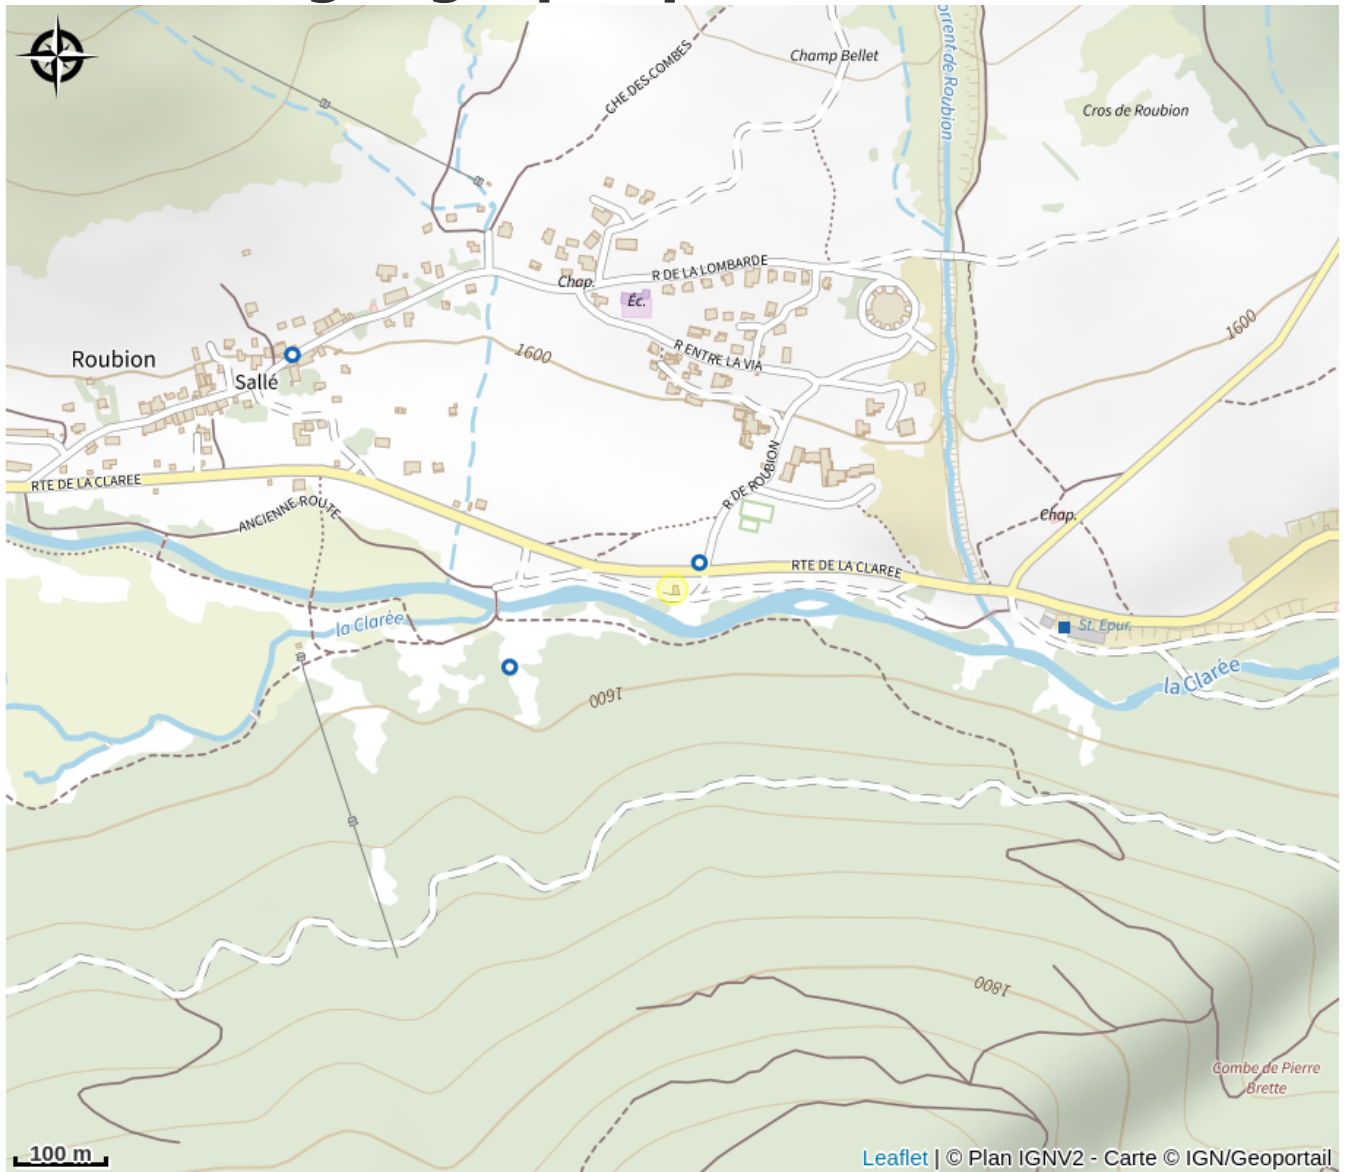 Champ Bellet
CHE DES COMBES
Torrent de Roubion
Cros de Roubion
R DE LA LOMBARDE
Chap.
Éc.
1600
Roubion
1600
R ENTRE LA VIA
Sallé
R DE ROUBION
RTE DE LA CLAREE
ANCIENNE ROUTE
Chap.
RTE DE LA CLAREE
la Clarée
St. Epur.
la Clarée
1600
1800
Combe de Pierre
Brette
100 m
Leaflet | © Plan IGNV2 - Carte © IGN/Geoportail